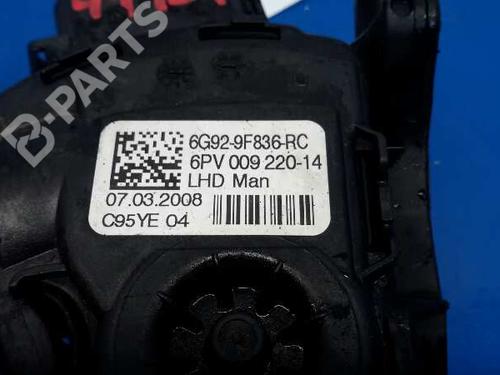 B-PARTS
6G92-9F836-RC
6PV 009 220-14
LHD Man
07.03.2008
C95YE 04